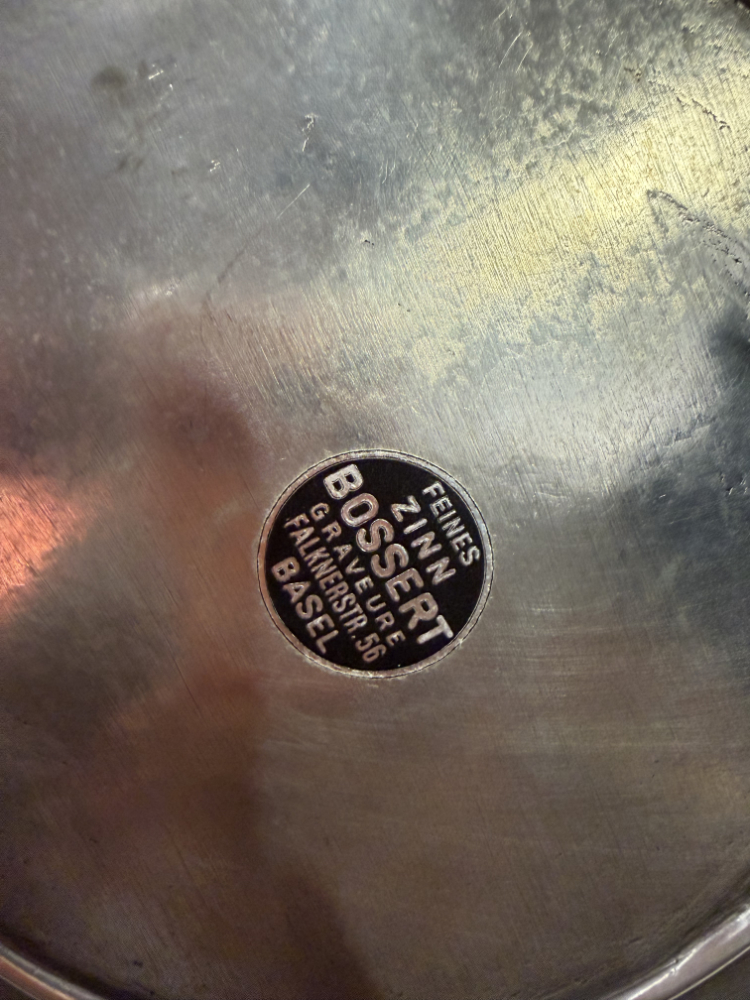 FEINES
ZINN
BOSSERT
GRAVEURE
FALKNERSTR. 56
BASEL